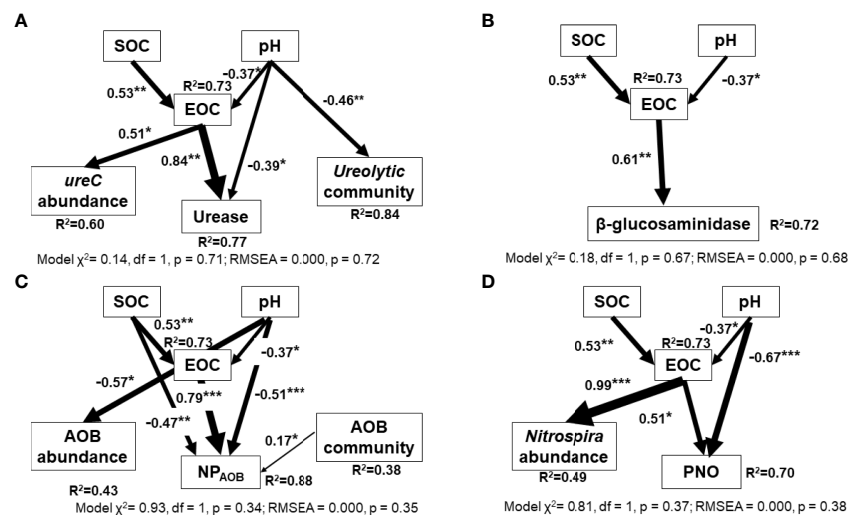 A
SOC
pH
R²=0.73
-0.37*
0.53**
EOC
-0.46**
0.51*
0.84**
-0.39*
ureC
abundance
R²=0.60
Urease
R²=0.77
Ureolytic
community
R²=0.84
Model χ²= 0.14, df = 1, p = 0.71; RMSEA = 0.000, p = 0.72
B
SOC
pH
R²=0.73
0.53**
-0.37*
EOC
0.61**
β-glucosaminidase
R²=0.72
Model χ²= 0.18, df = 1, p = 0.67; RMSEA = 0.000, p = 0.68
C
SOC
pH
0.53**
R²=0.73
EOC
-0.37*
-0.57*
0.79***
-0.51***
-0.47**
0.17*
AOB
abundance
R²=0.43
NPAOB
R²=0.88
AOB
community
R²=0.38
Model χ²= 0.93, df = 1, p = 0.34; RMSEA = 0.000, p = 0.35
D
SOC
pH
R²=0.73
-0.37*
0.53**
EOC
-0.67***
0.99***
0.51*
Nitrospira
abundance
R²=0.49
PNO
R²=0.70
Model χ²= 0.81, df = 1, p = 0.37; RMSEA = 0.000, p = 0.38